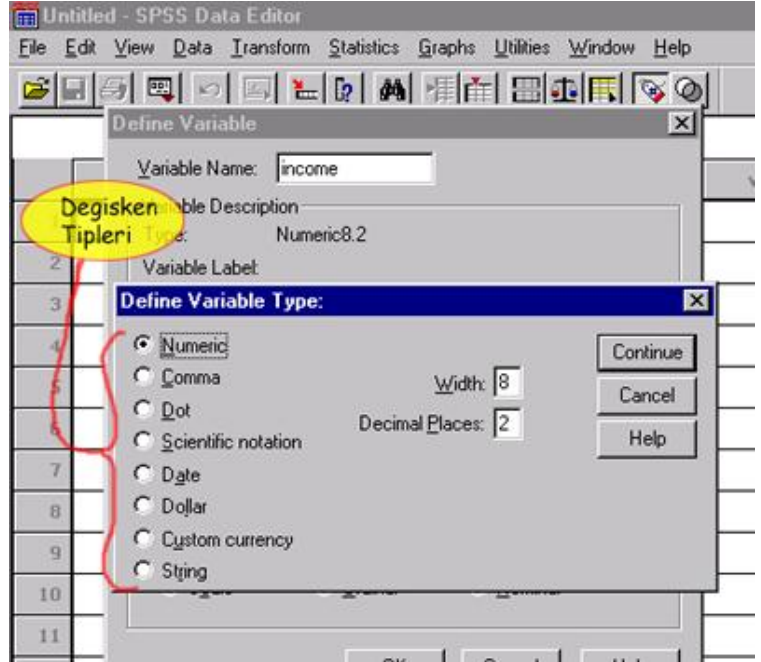 Untitled - SPSS Data Editor
File Edit View Data Transform Statistics Graphs Utilities Window Help
Define Variable
Variable Name: income
Degisken
Tipleri
Variable Description
Type: Numeric8.2
Variable Label:
Define Variable Type:
Numeric
Comma
Dot
Scientific notation
Date
Dollar
Custom currency
String
Width: 8
Decimal Places: 2
Continue
Cancel
Help
2
3
4
5
6
7
8
9
10
11